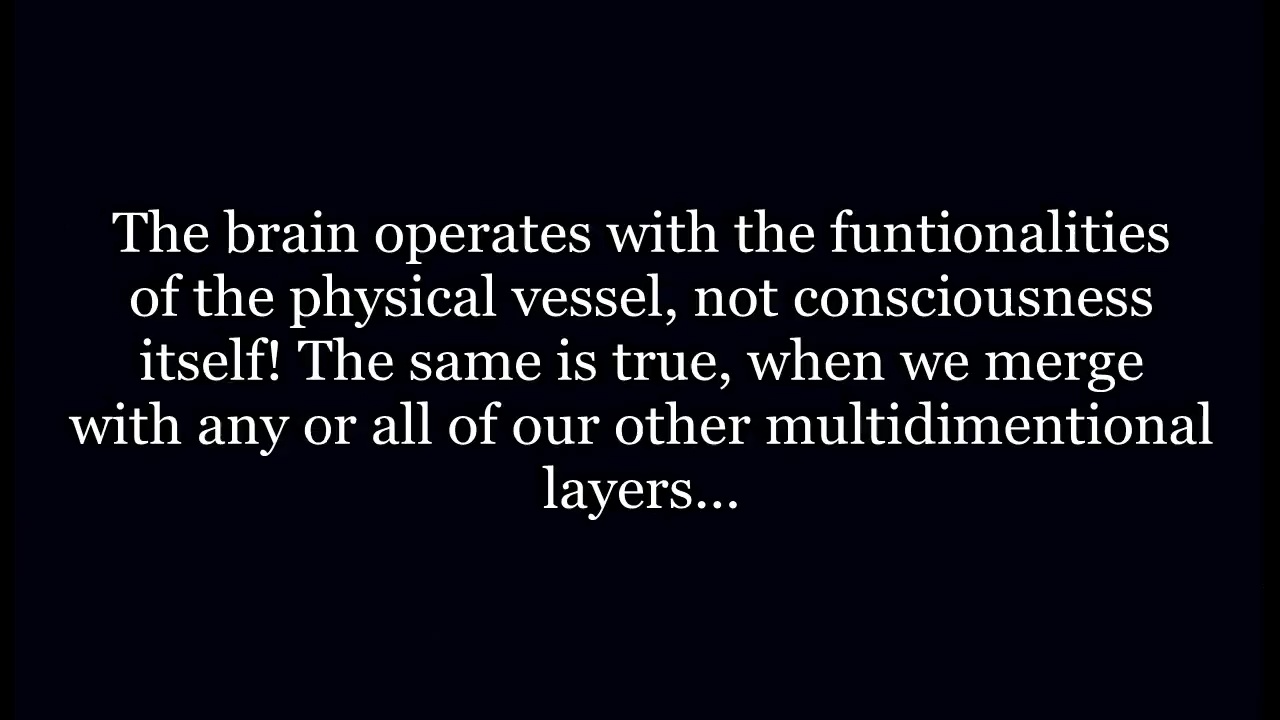 The brain operates with the funtionalities
of the physical vessel, not consciousness
itself! The same is true, when we merge
with any or all of our other multidimentional
layers...